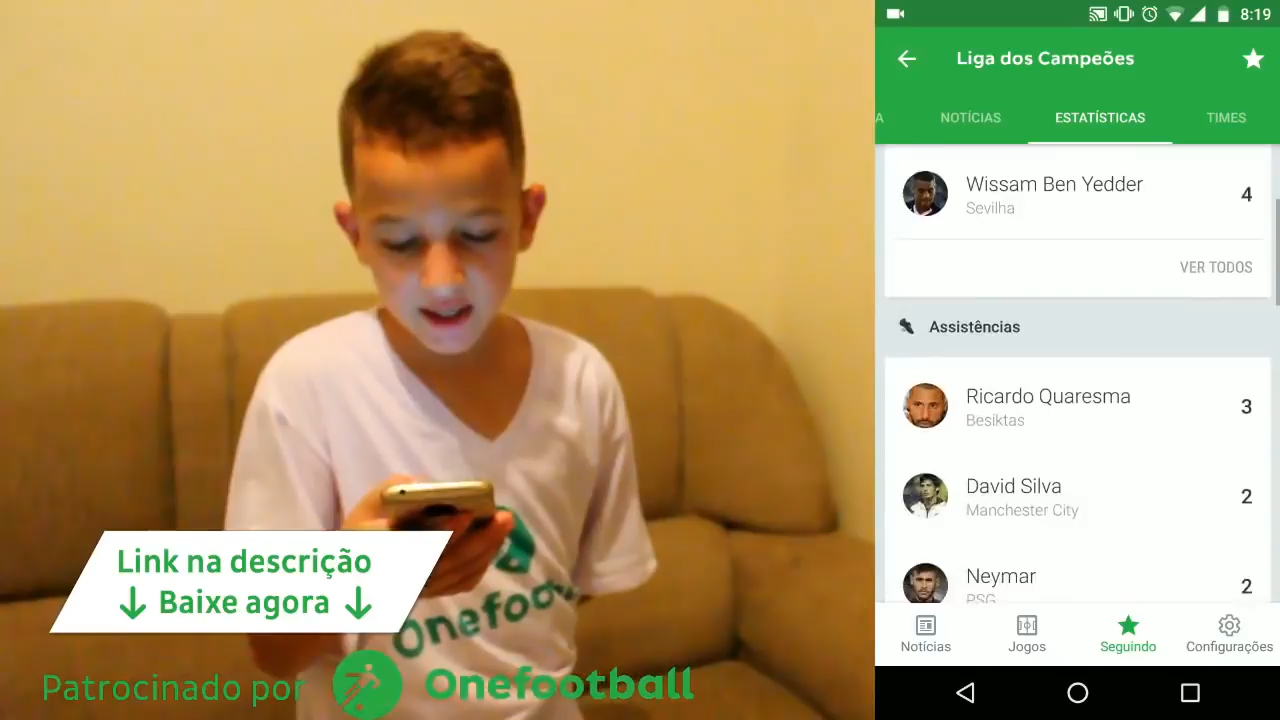 8:19
Liga dos Campeões
A NOTÍCIAS ESTATÍSTICAS TIMES
Wissam Ben Yedder
4
Sevilha
VER TODOS
Assistências
Ricardo Quaresma
3
Besiktas
David Silva
2
Manchester City
Neymar
2
PSG
Notícias Jogos Seguindo Configurações
Onefootb
Link na descrição
↓ Baixe agora ↓
Patrocinado por Onefootball